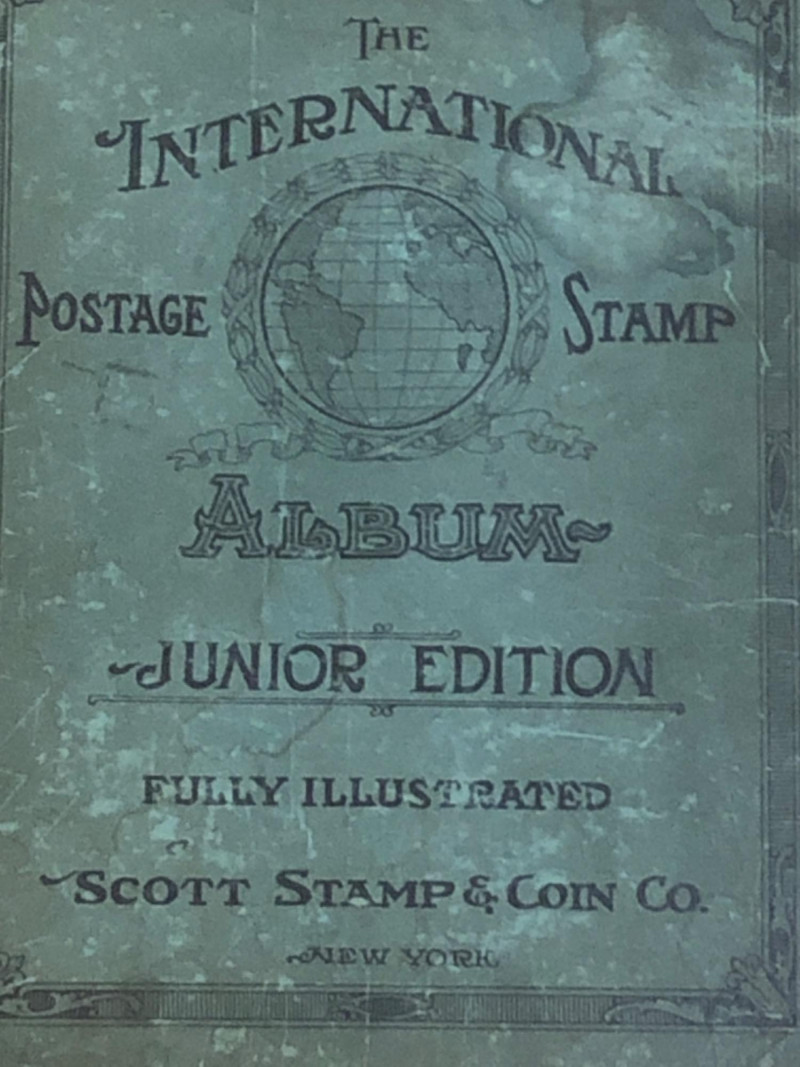 THE
INTERNATIONAL
POSTAGE STAMP
ALBUM
JUNIOR EDITION
FULLY ILLUSTRATED
SCOTT STAMP & COIN CO.
NEW YORK